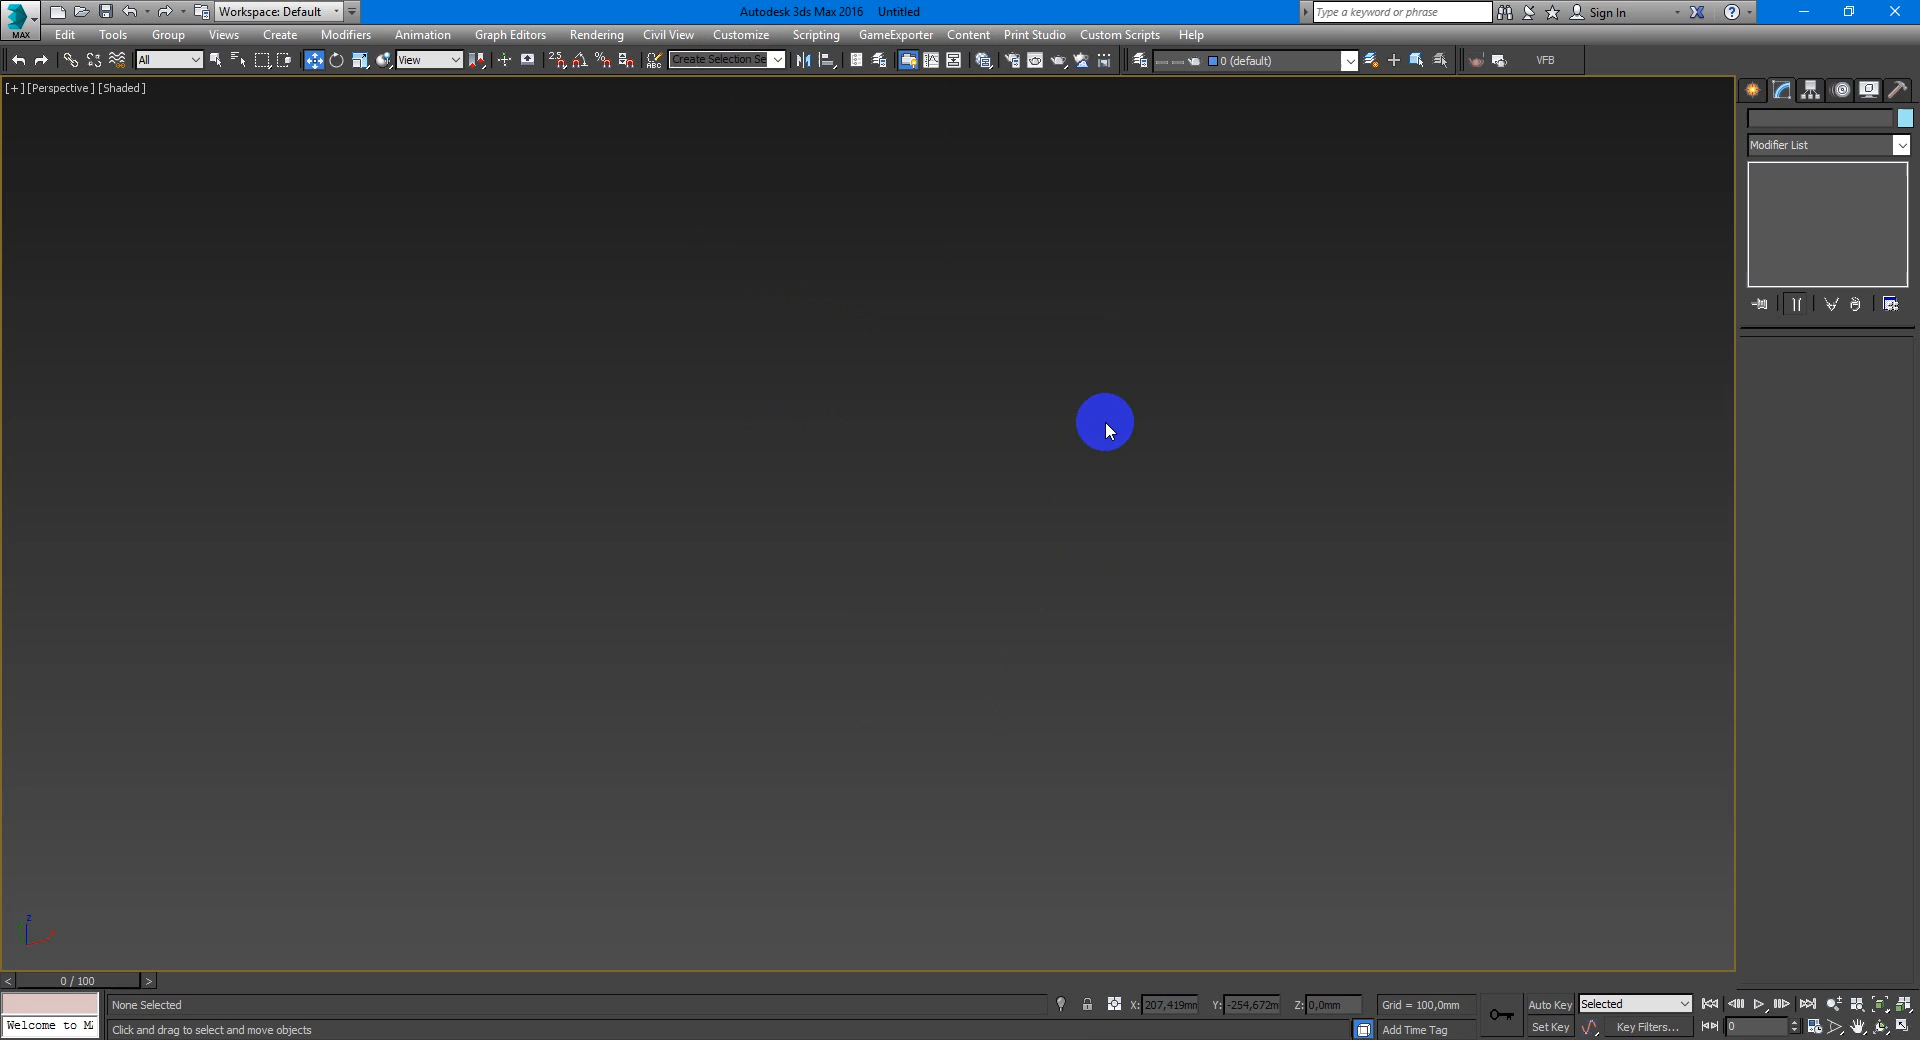 Workspace: Default
Autodesk 3ds Max 2016 Untitled
Type a keyword or phrase
Sign In
MAX
Edit Tools Group Views Create Modifiers Animation Graph Editors Rendering Civil View Customize Scripting GameExporter Content Print Studio Custom Scripts Help
All
View
Create Selection Se
0 (default)
VFB
[+] [Perspective ] [Shaded ]
Modifier List
z
0 / 100
None Selected
X: 207,419mm Y: -254,672m Z: 0,0mm
Grid = 100,0mm
Auto Key
Selected
Welcome to M
Click and drag to select and move objects
Add Time Tag
Set Key
Key Filters...
0